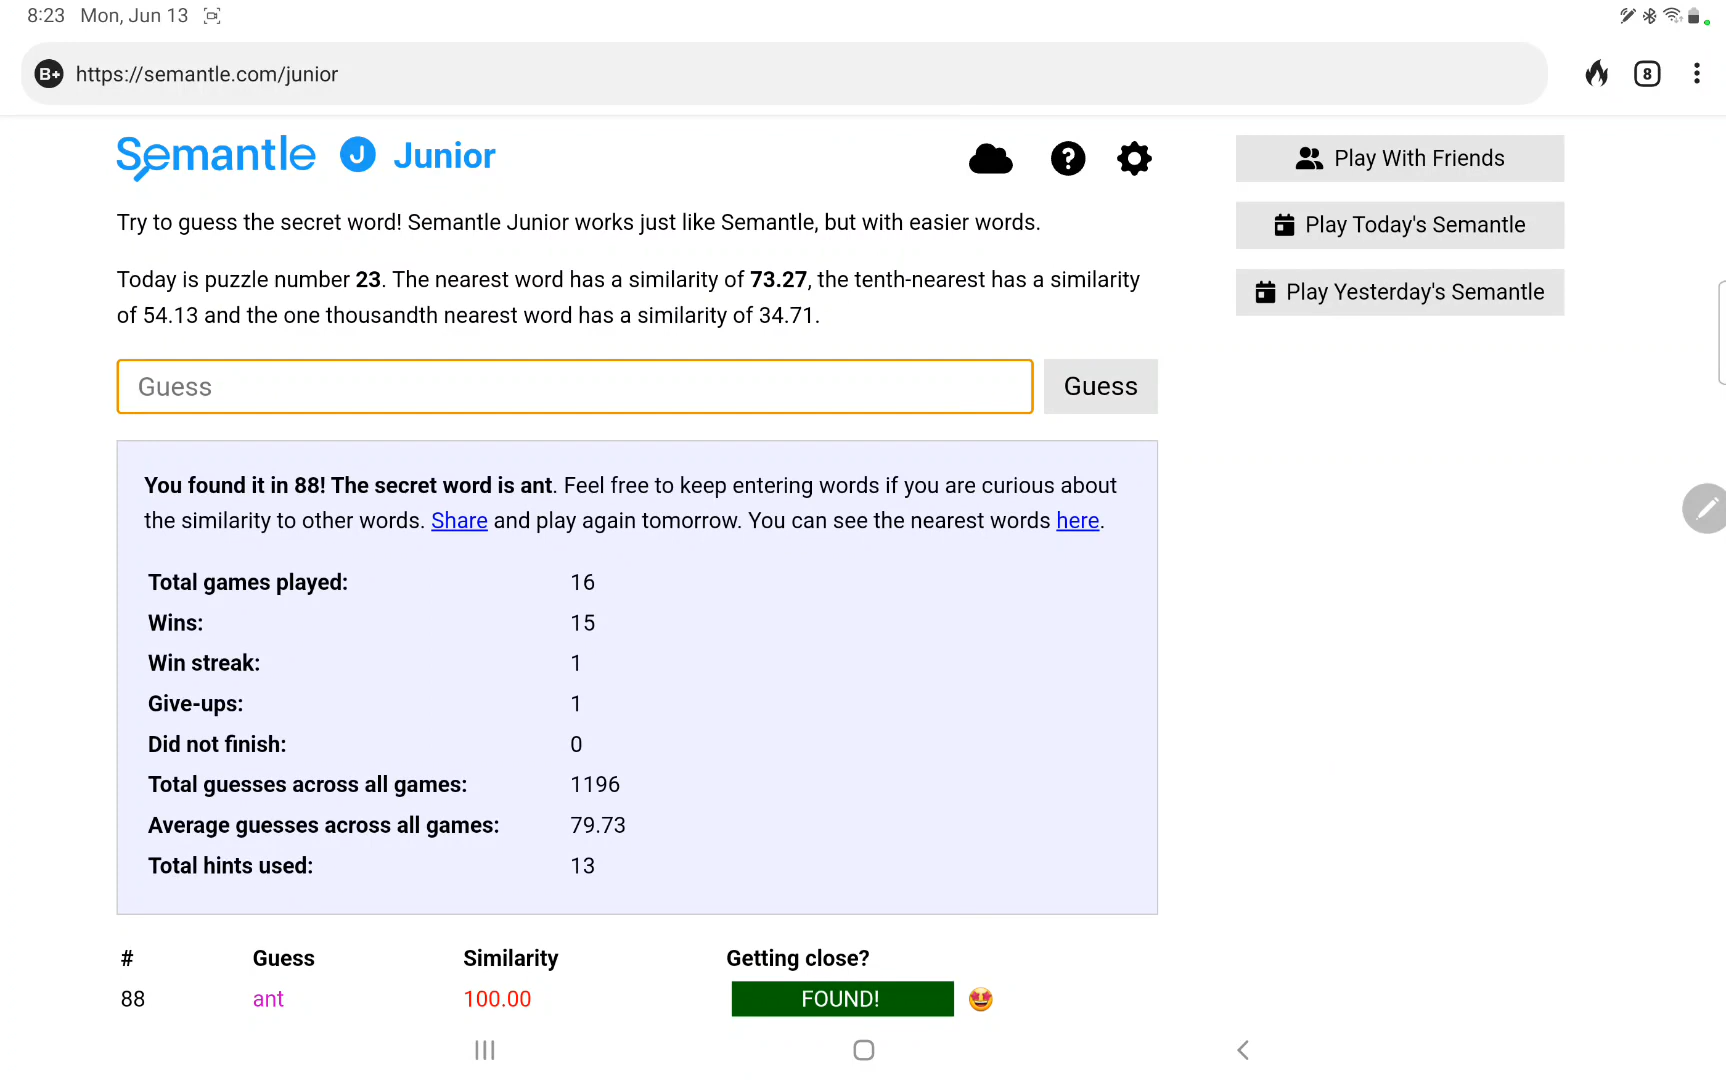 8:23 Mon, Jun 13
B+ https://semantle.com/junior 8
Semantle J Junior
Play With Friends
Play Today's Semantle
Play Yesterday's Semantle
Try to guess the secret word! Semantle Junior works just like Semantle, but with easier words.
Today is puzzle number 23. The nearest word has a similarity of 73.27, the tenth-nearest has a similarity
of 54.13 and the one thousandth nearest word has a similarity of 34.71.
Guess Guess
You found it in 88! The secret word is ant. Feel free to keep entering words if you are curious about
the similarity to other words. Share and play again tomorrow. You can see the nearest words here.
Total games played: 16
Wins: 15
Win streak: 1
Give-ups: 1
Did not finish: 0
Total guesses across all games: 1196
Average guesses across all games: 79.73
Total hints used: 13
# Guess Similarity Getting close?
88 ant 100.00 FOUND!